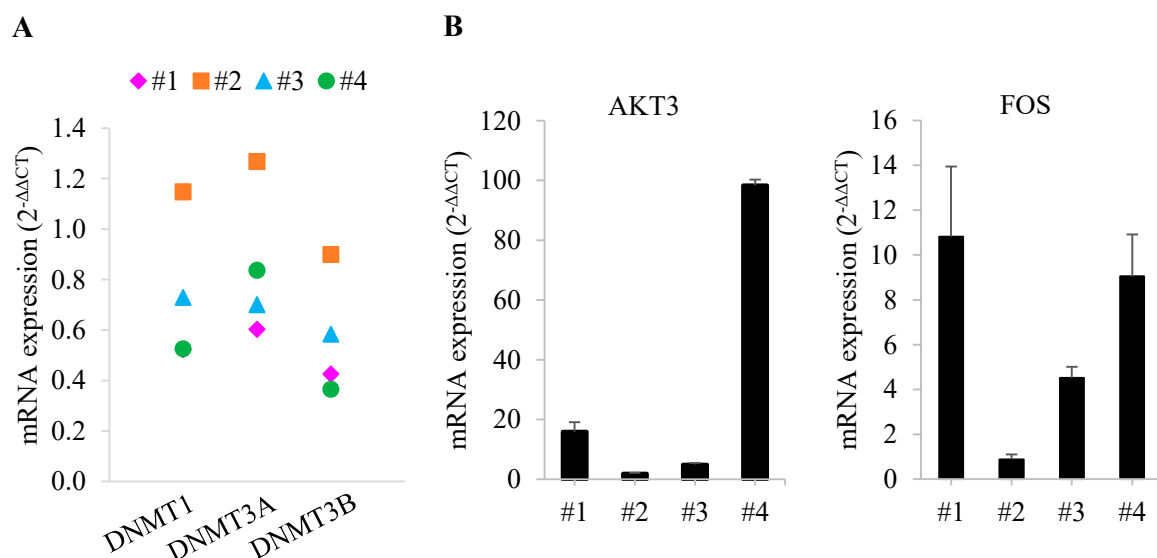 A
#1 #2 #3 #4
mRNA expression (2-ΔΔCT)
1.4
1.2
1.0
0.8
0.6
0.4
0.2
0.0
DNMT1 DNMT3A DNMT3B
B
AKT3
mRNA expression (2-ΔΔCT)
120
100
80
60
40
20
0
#1 #2 #3 #4
FOS
mRNA expression (2-ΔΔCT)
16
14
12
10
8
6
4
2
0
#1 #2 #3 #4